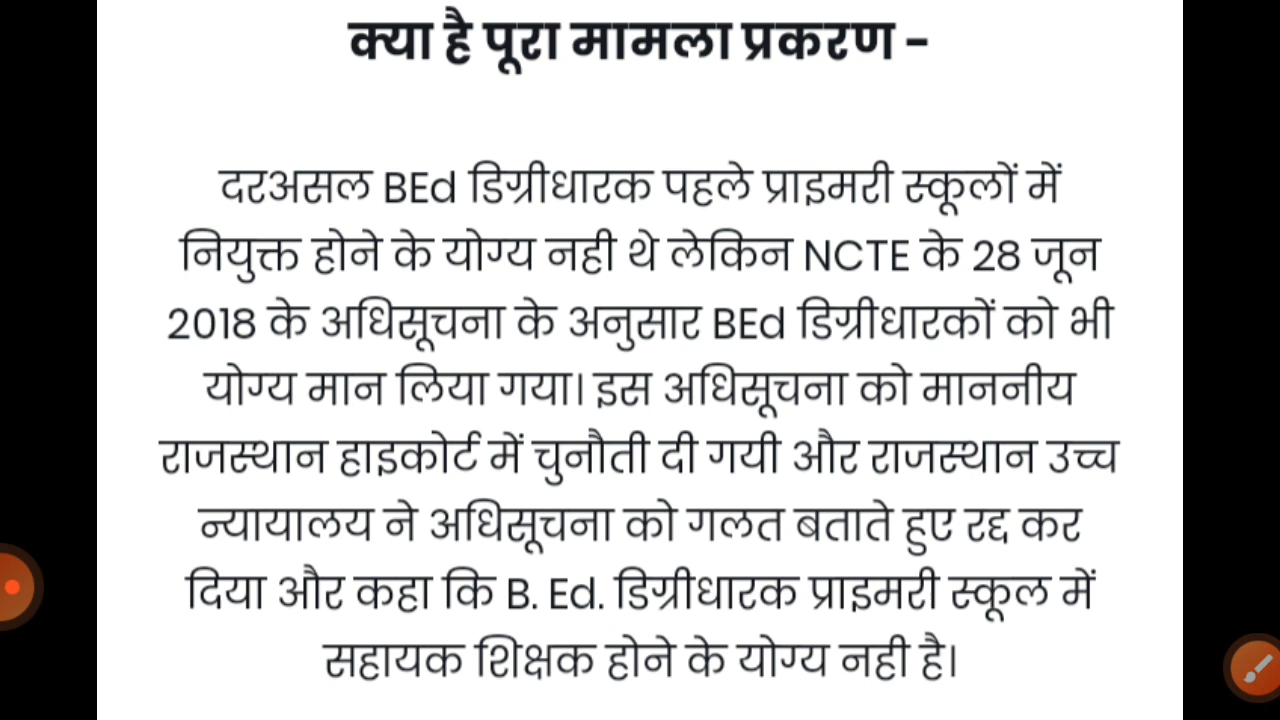 क्या है पूरा मामला प्रकरण -
दरअसल BEd डिग्रीधारक पहले प्राइमरी स्कूलों में
नियुक्त होने के योग्य नही थे लेकिन NCTE के 28 जून
2018 के अधिसूचना के अनुसार BEd डिग्रीधारकों को भी
योग्य मान लिया गया। इस अधिसूचना को माननीय
राजस्थान हाइकोर्ट में चुनौती दी गयी और राजस्थान उच्च
न्यायालय ने अधिसूचना को गलत बताते हुए रद्द कर
दिया और कहा कि B. Ed. डिग्रीधारक प्राइमरी स्कूल में
सहायक शिक्षक होने के योग्य नही है।